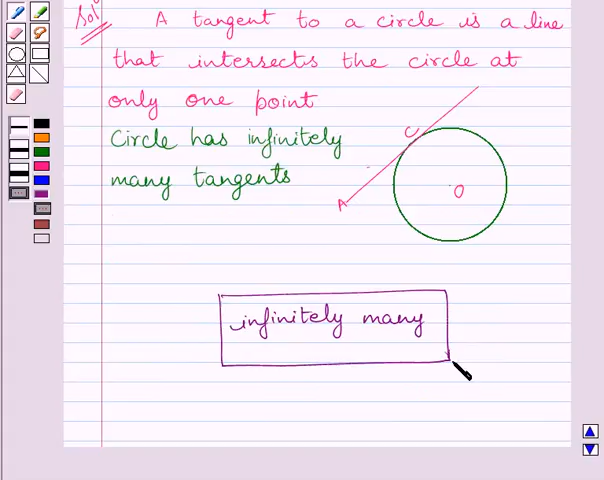 Solⁿ A tangent to a circle is a line
that intersects the circle at
only one point
Circle has infinitely
many tangents
C
A
O
infinitely many